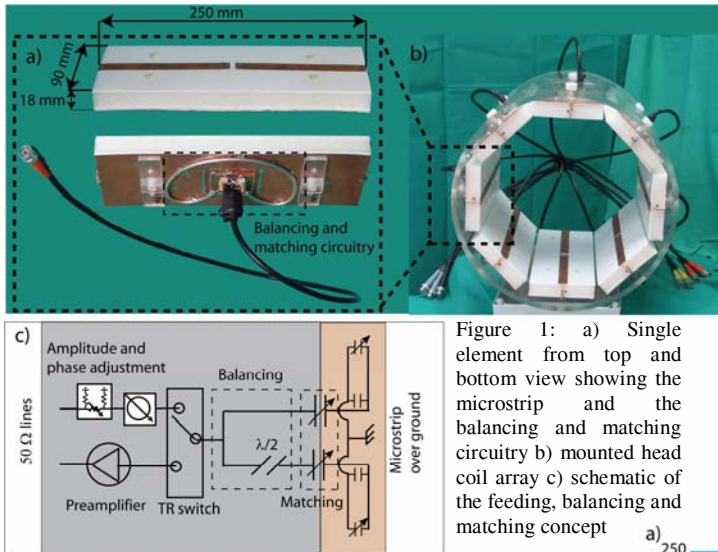 250 mm
a)
90 mm
18 mm
Balancing and
matching circuitry
b)
c)
Amplitude and
phase adjustment
Balancing
50 Ω lines
λ/2
Preamplifier
TR switch
Matching
Microstrip
over ground
Figure 1: a) Single
element from top and
bottom view showing the
microstrip and the
balancing and matching
circuitry b) mounted head
coil array c) schematic of
the feeding, balancing and
matching concept
a)
250